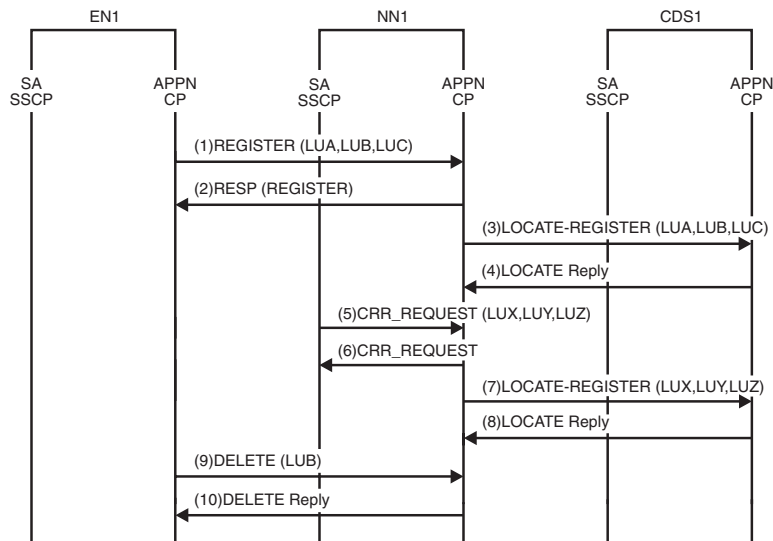 EN1
NN1
CDS1
SA
SSCP
APPN
CP
SA
SSCP
APPN
CP
SA
SSCP
APPN
CP
(1)REGISTER (LUA,LUB,LUC)
(2)RESP (REGISTER)
(3)LOCATE-REGISTER (LUA,LUB,LUC)
(4)LOCATE Reply
(5)CRR_REQUEST (LUX,LUY,LUZ)
(6)CRR_REQUEST
(7)LOCATE-REGISTER (LUX,LUY,LUZ)
(8)LOCATE Reply
(9)DELETE (LUB)
(10)DELETE Reply